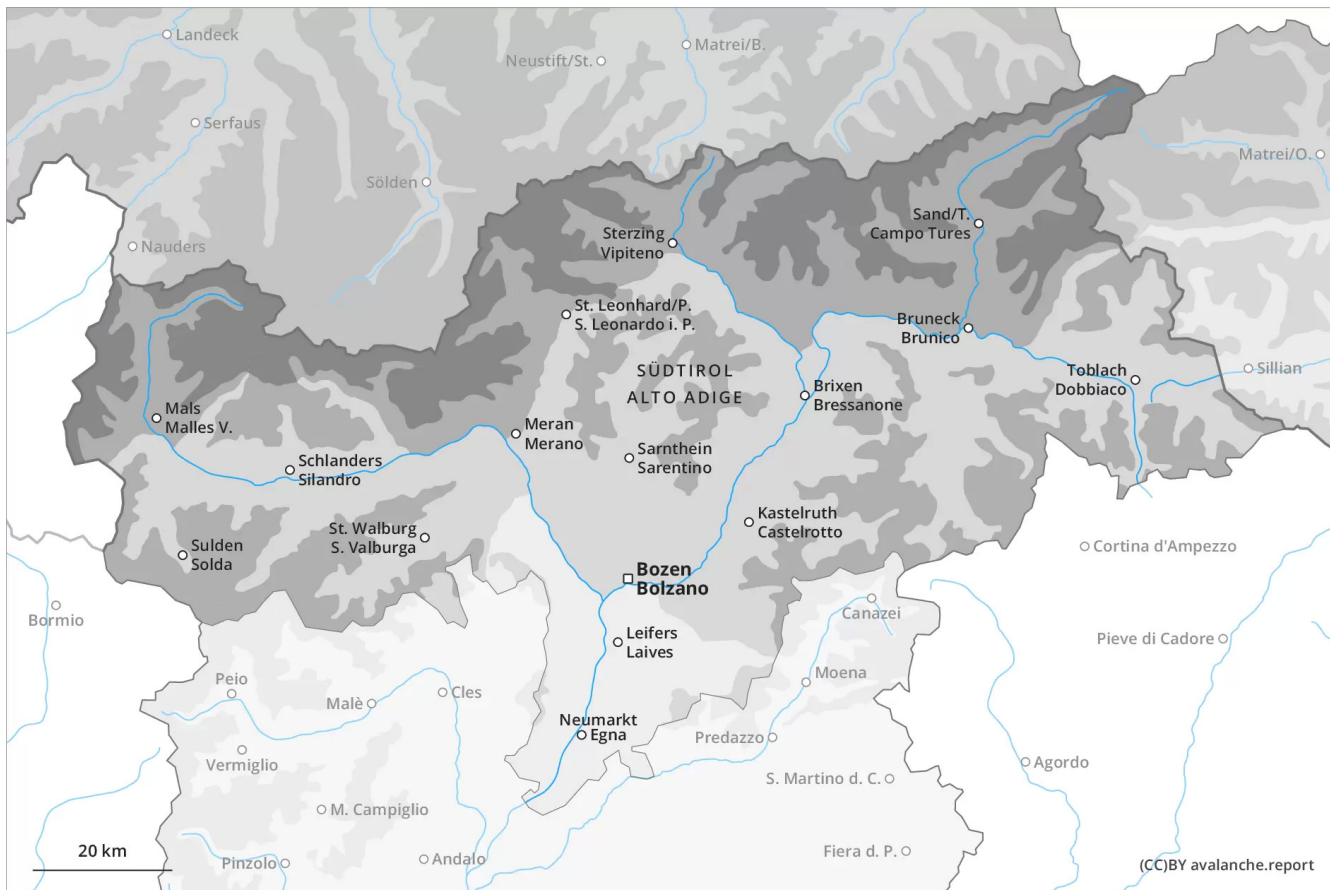 Landeck
Matrei/B.
Neustift/St.
Serfaus
Matrei/O.
Sölden
Sand/T.
Campo Tures
Sterzing
Vipiteno
Nauders
St. Leonhard/P.
S. Leonardo i. P.
Bruneck
Brunico
SÜDTIROL
ALTO ADIGE
Toblach
Dobbiaco
Sillian
Brixen
Bressanone
Mals
Malles V.
Meran
Merano
Sarnthein
Sarentino
Schlanders
Silandro
Kastelruth
Castelrotto
St. Walburg
S. Valburga
Sulden
Solda
Cortina d'Ampezzo
Bozen
Bolzano
Bormio
Canazei
Leifers
Laives
Pieve di Cadore
Peio
Moena
Malè
Cles
Neumarkt
Egna
Predazzo
Vermiglio
Agordo
S. Martino d. C.
M. Campiglio
20 km
Fiera d. P.
Andalo
Pinzolo
(CC)BY avalanche.report